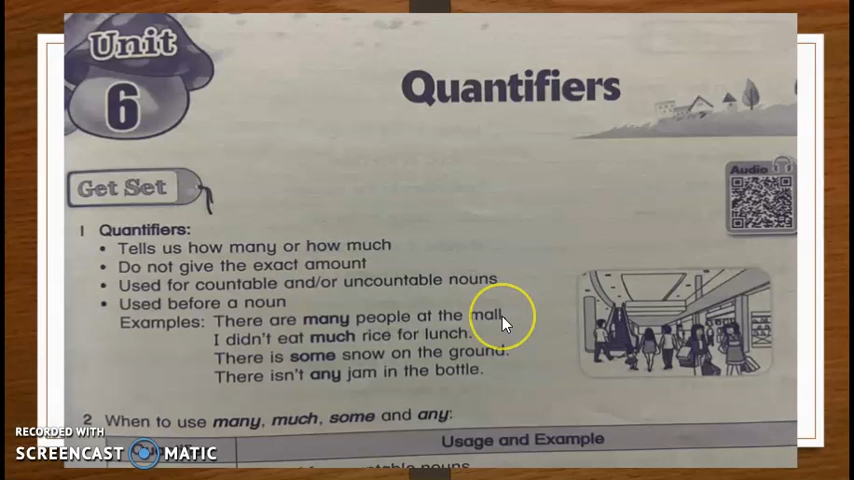 Unit
6
Quantifiers
Get Set
Audio
1 Quantifiers:
• Tells us how many or how much
• Do not give the exact amount
• Used for countable and/or uncountable nouns
• Used before a noun
Examples: There are many people at the mall.
I didn't eat much rice for lunch.
There is some snow on the ground.
There isn't any jam in the bottle.
2 When to use many, much, some and any:
Usage and Example
nouns
RECORDED WITH
SCREENCAST MATIC